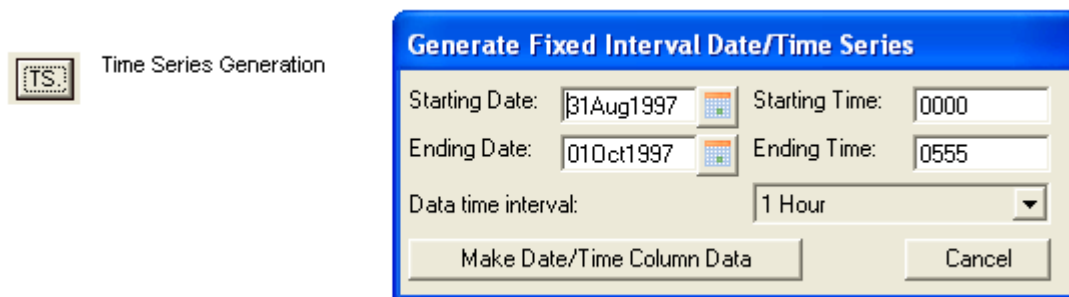 TS.
Time Series Generation
Generate Fixed Interval Date/Time Series
Starting Date: 31Aug1997 Starting Time: 0000
Ending Date: 01Oct1997 Ending Time: 0555
Data time interval: 1 Hour
Make Date/Time Column Data Cancel